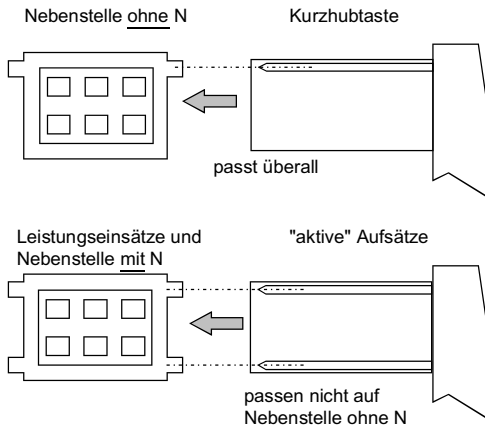 Nebenstelle ohne N
Kurzhubtaste
passt überall
Leistungseinsätze und
Nebenstelle mit N
"aktive" Aufsätze
passen nicht auf
Nebenstelle ohne N